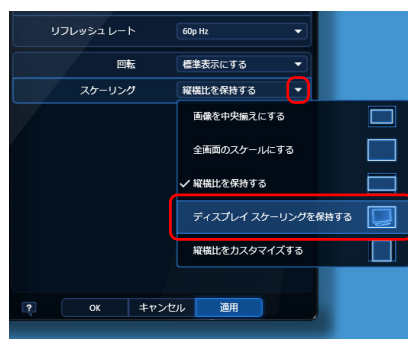 リフレッシュ レート 60p Hz
回転 標準表示にする
スケーリング 縦横比を保持する
画像を中央揃えにする
全画面のスケールにする
✓ 縦横比を保持する
ディスプレイ スケーリングを保持する
縦横比をカスタマイズする
? OK キャンセル 適用